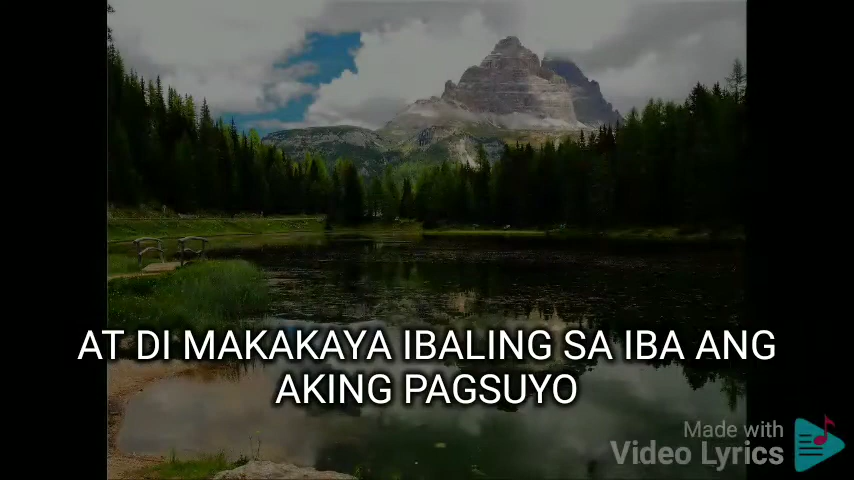 AT DI MAKAKAYA IBALING SA IBA ANG
AKING PAGSUYO
Made with
Video Lyrics